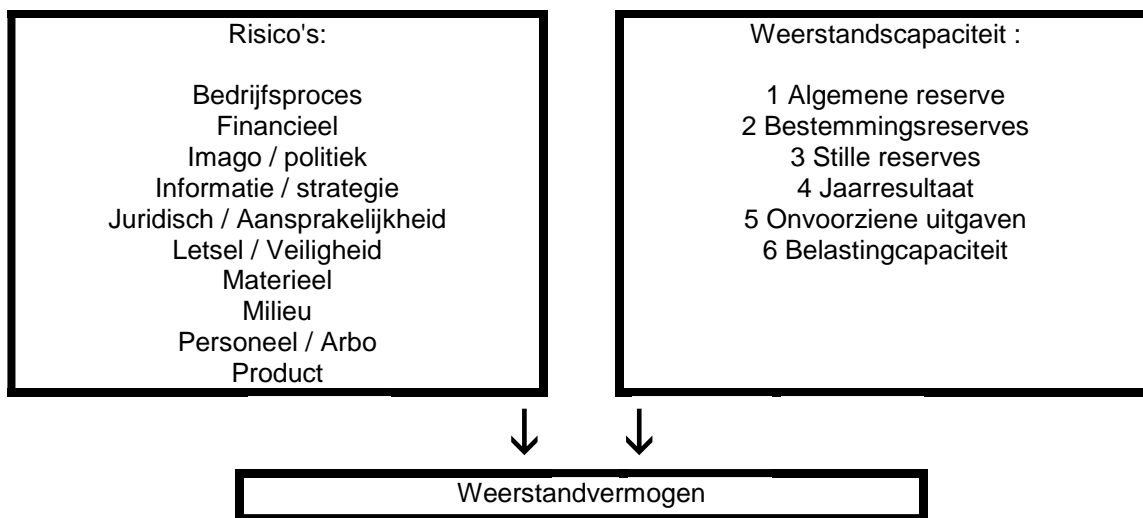 Risico's:
Bedrijfsproces
Financieel
Imago / politiek
Informatie / strategie
Juridisch / Aansprakelijkheid
Letsel / Veiligheid
Materieel
Milieu
Personeel / Arbo
Product
Weerstandscapaciteit :
1 Algemene reserve
2 Bestemmingsreserves
3 Stille reserves
4 Jaarresultaat
5 Onvoorziene uitgaven
6 Belastingcapaciteit
Weerstandvermogen